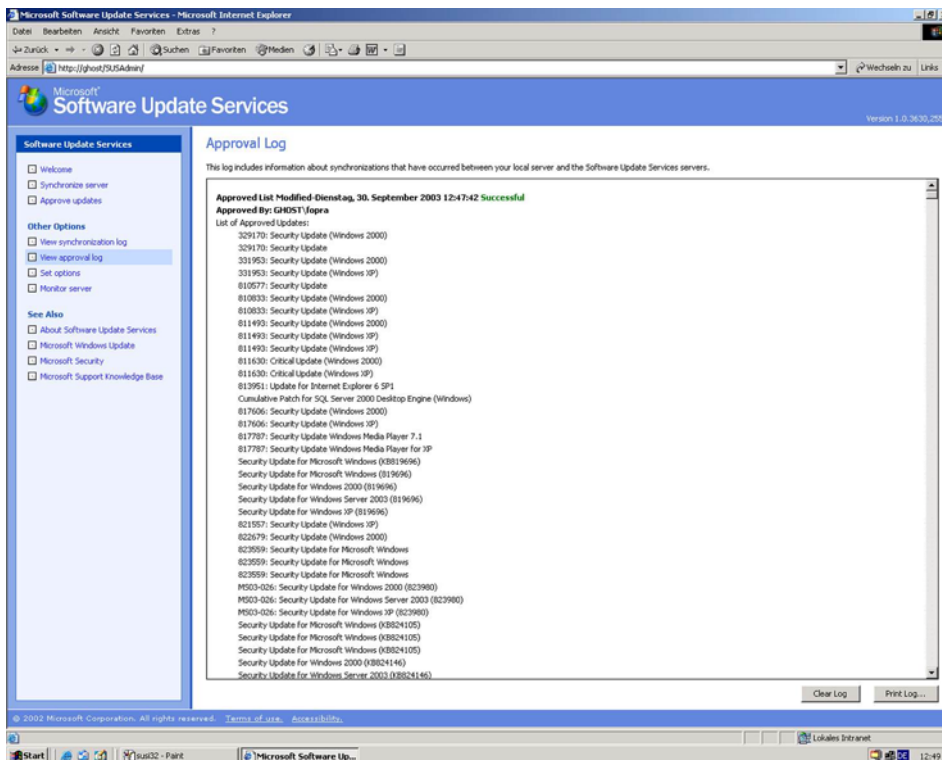 Microsoft Software Update Services - Microsoft Internet Explorer
Datei Bearbeiten Ansicht Favoriten Extras ?
Zurück Suchen Favoriten Medien
Adresse http://ghost/SUSAdmin/ Wechseln zu Links
Microsoft
Software Update Services
Version 1.0.3630,255
Software Update Services
Welcome
Synchronize server
Approve updates
Other Options
View synchronization log
View approval log
Set options
Monitor server
See Also
About Software Update Services
Microsoft Windows Update
Microsoft Security
Microsoft Support Knowledge Base
Approval Log
This log includes information about synchronizations that have occurred between your local server and the Software Update Services servers.
Approved List Modified-Dienstag, 30. September 2003 12:47:42 Successful
Approved By: GHOST\fopra
List of Approved Updates:
329170: Security Update (Windows 2000)
329170: Security Update
331953: Security Update (Windows 2000)
331953: Security Update (Windows XP)
810577: Security Update
810833: Security Update (Windows 2000)
810833: Security Update (Windows XP)
811493: Security Update (Windows 2000)
811493: Security Update (Windows XP)
811493: Security Update (Windows XP)
811630: Critical Update (Windows 2000)
811630: Critical Update (Windows XP)
813951: Update for Internet Explorer 6 SP1
Cumulative Patch for SQL Server 2000 Desktop Engine (Windows)
817606: Security Update (Windows 2000)
817606: Security Update (Windows XP)
817787: Security Update Windows Media Player 7.1
817787: Security Update Windows Media Player for XP
Security Update for Microsoft Windows (KB819696)
Security Update for Microsoft Windows (819696)
Security Update for Windows 2000 (819696)
Security Update for Windows Server 2003 (819696)
Security Update for Windows XP (819696)
821557: Security Update (Windows XP)
822679: Security Update (Windows 2000)
823559: Security Update for Microsoft Windows
823559: Security Update for Microsoft Windows
823559: Security Update for Microsoft Windows
MS03-026: Security Update for Windows 2000 (823980)
MS03-026: Security Update for Windows Server 2003 (823980)
MS03-026: Security Update for Windows XP (823980)
Security Update for Microsoft Windows (KB824105)
Security Update for Microsoft Windows (KB824105)
Security Update for Microsoft Windows (KB824105)
Security Update for Windows 2000 (KB824146)
Security Update for Windows Server 2003 (KB824146)
Clear Log Print Log...
© 2002 Microsoft Corporation. All rights reserved. Terms of use. Accessibility.
Lokales Intranet
Start susi32 - Paint Microsoft Software Up... DE 12:49